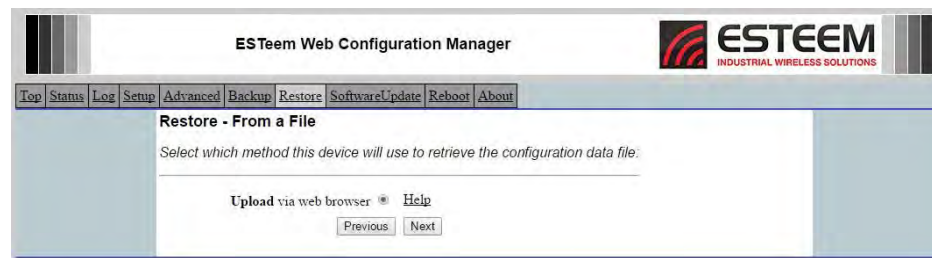 ESTeem Web Configuration Manager
ESTEEM
INDUSTRIAL WIRELESS SOLUTIONS
Top Status Log Setup Advanced Backup Restore SoftwareUpdate Reboot About
Restore - From a File
Select which method this device will use to retrieve the configuration data file:
Upload via web browser Help
Previous Next